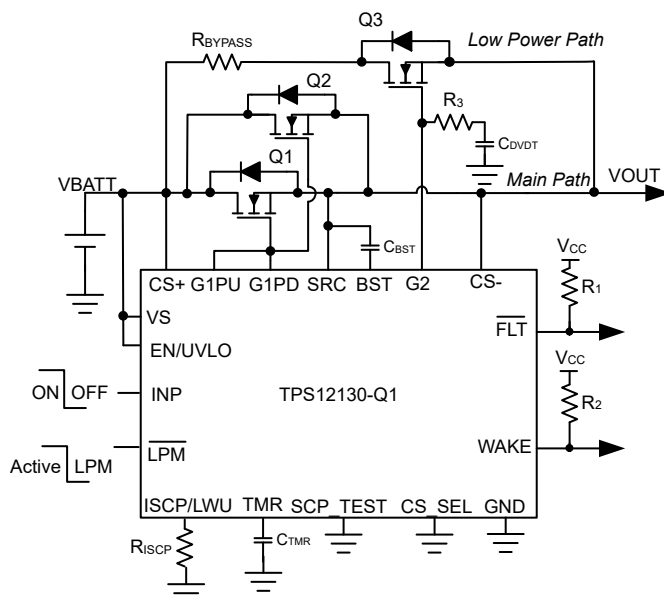 Q3
RBYPASS
Low Power Path
Q2
R3
CDVDT
Q1
VBATT
Main Path
VOUT
CBST
VCC
CS+ G1PU G1PD SRC BST G2 CS-
R1
VS
FLT
EN/UVLO
VCC
ON OFF
INP
TPS12130-Q1
R2
LPM
WAKE
Active LPM
ISCP/LWU TMR SCP_TEST CS_SEL GND
RISCP
CTMR